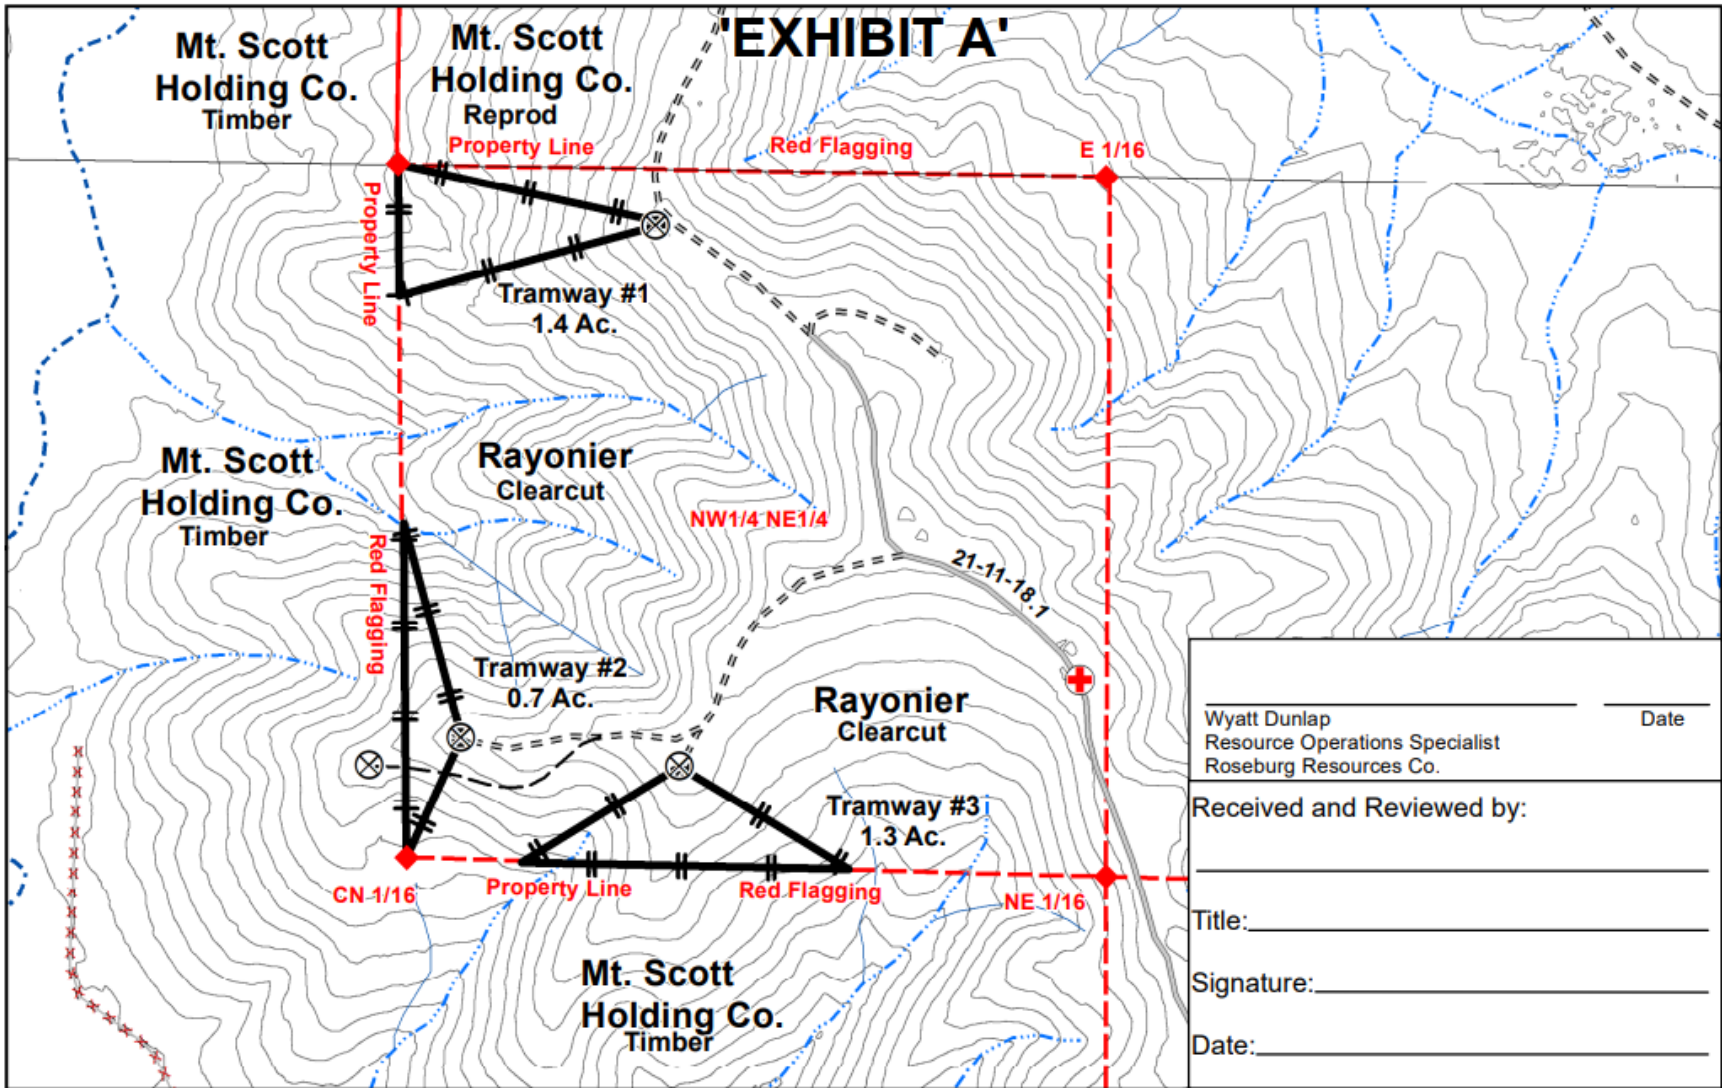 'EXHIBIT A'
Mt. Scott
Holding Co.
Timber
Mt. Scott
Holding Co.
Reprod
Property Line
Red Flagging
E 1/16
Property Line
Tramway #1
1.4 Ac.
Mt. Scott
Holding Co.
Timber
Rayonier
Clearcut
NW1/4 NE1/4
Red Flagging
21-11-18.1
Tramway #2
0.7 Ac.
Rayonier
Clearcut
Tramway #3
1.3 Ac.
CN 1/16
Property Line
Red Flagging
NE 1/16
Mt. Scott
Holding Co.
Timber
Wyatt Dunlap
Date
Resource Operations Specialist
Roseburg Resources Co.
Received and Reviewed by:
Title:
Signature:
Date: